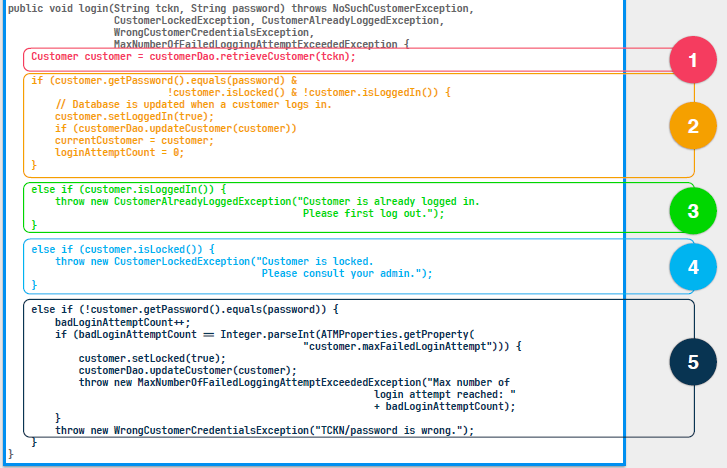 public void login(String tckn, String password) throws NoSuchCustomerException,
CustomerLockedException, CustomerAlreadyLoggedException,
WrongCustomerCredentialsException,
MaxNumberOfFailedLoggingAttemptExceededException {
Customer customer = customerDao.retrieveCustomer(tckn);
1
if (customer.getPassword().equals(password) &
!customer.isLocked() & !customer.isLoggedIn()) {
// Database is updated when a customer logs in.
customer.setLoggedIn(true);
if (customerDao.updateCustomer(customer))
currentCustomer = customer;
loginAttemptCount = 0;
}
2
else if (customer.isLoggedIn()) {
throw new CustomerAlreadyLoggedException("Customer is already logged in.
Please first log out.");
}
3
else if (customer.isLocked()) {
throw new CustomerLockedException("Customer is locked.
Please consult your admin.");
}
4
else if (!customer.getPassword().equals(password)) {
badLoginAttemptCount++;
if (badLoginAttemptCount == Integer.parseInt(ATMProperties.getProperty(
"customer.maxFailedLoginAttempt"))) {
customer.setLocked(true);
customerDao.updateCustomer(customer);
throw new MaxNumberOfFailedLoggingAttemptExceededException("Max number of
login attempt reached: "
+ badLoginAttemptCount);
}
throw new WrongCustomerCredentialsException("TCKN/password is wrong.");
}
5
}